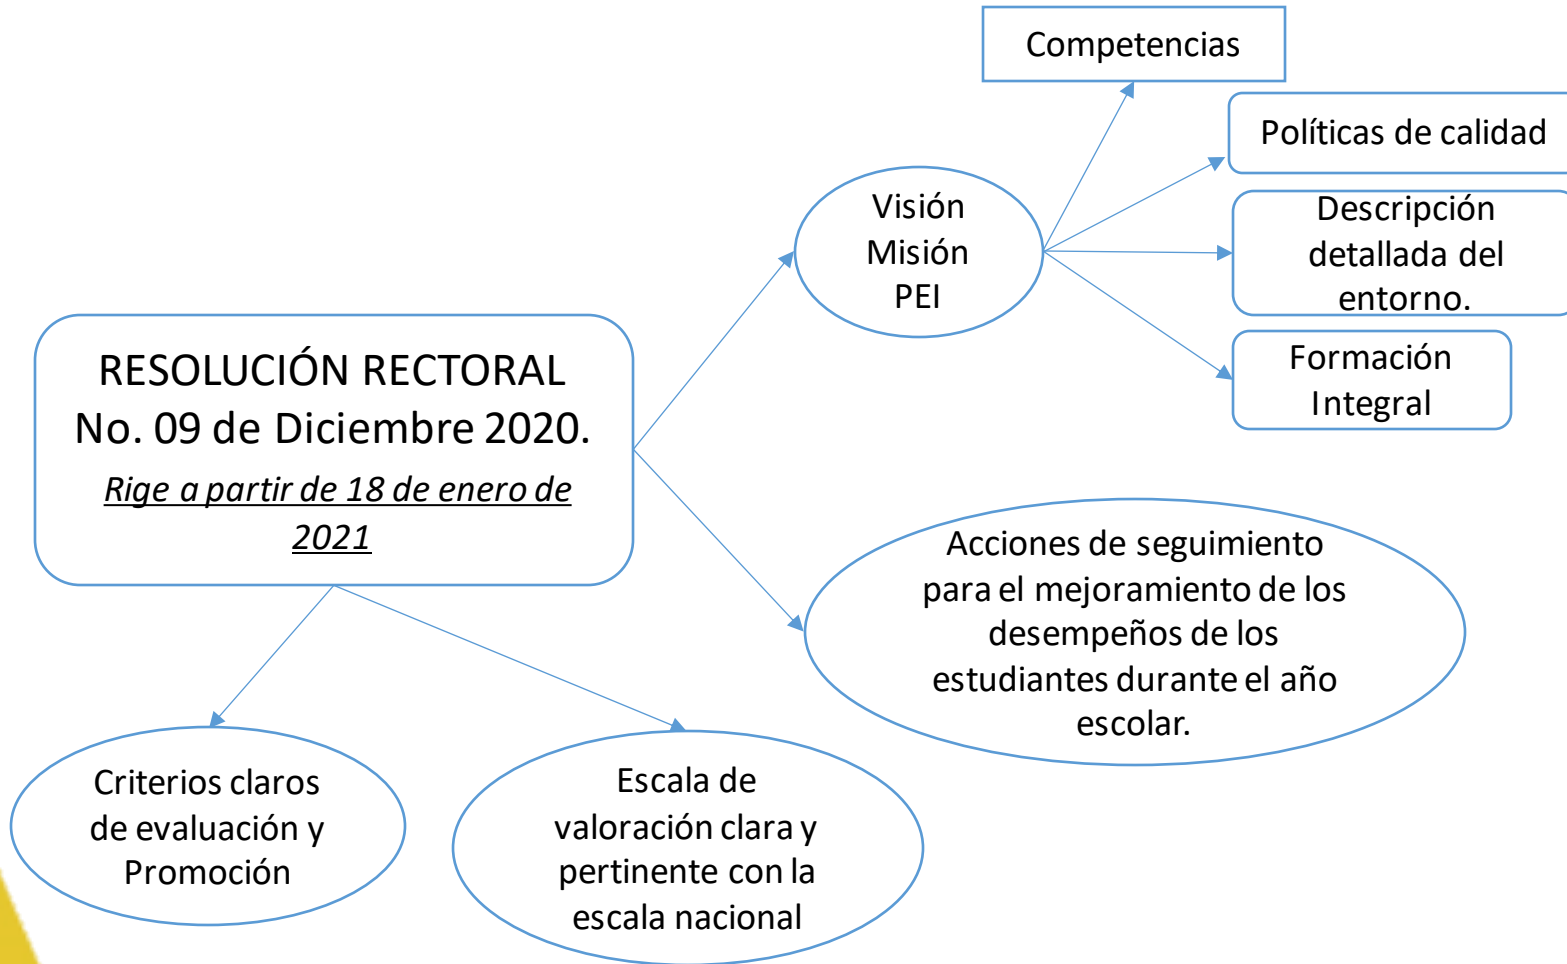 Competencias
Políticas de calidad
Visión
Misión
PEI
Descripción
detallada del
entorno.
Formación
Integral
RESOLUCIÓN RECTORAL
No. 09 de Diciembre 2020.
Rige a partir de 18 de enero de
2021
Acciones de seguimiento
para el mejoramiento de los
desempeños de los
estudiantes durante el año
escolar.
Criterios claros
de evaluación y
Promoción
Escala de
valoración clara y
pertinente con la
escala nacional